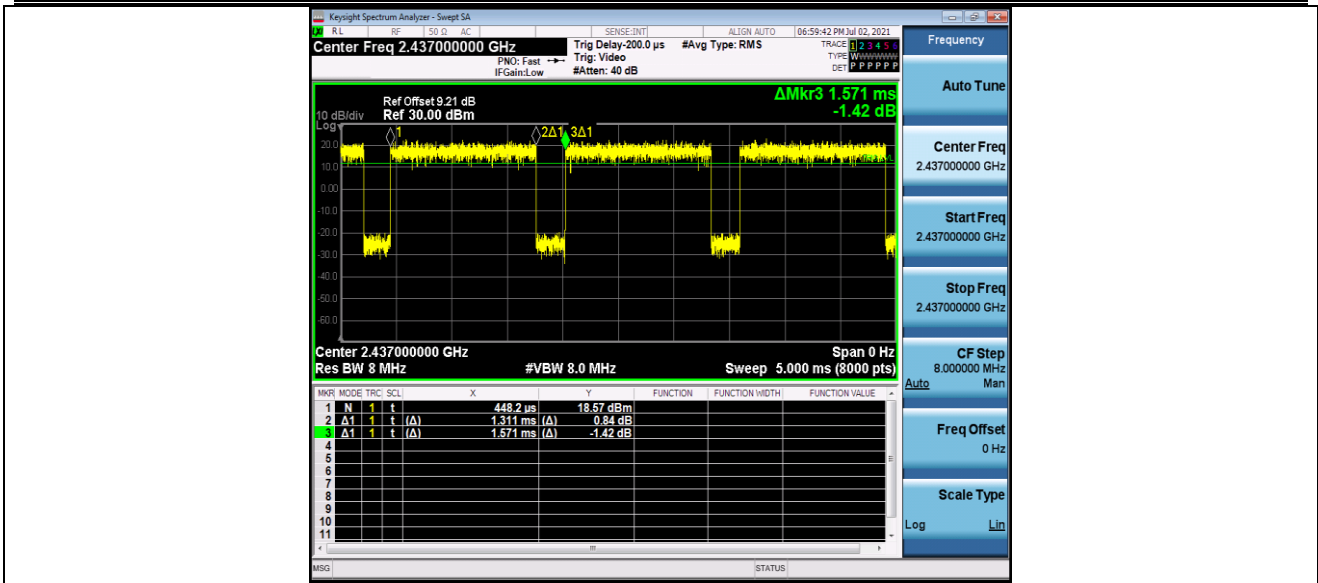 Keysight Spectrum Analyzer - Swept SA
RL RF 50 Ω AC SENSE:INT ALIGN AUTO 06:59:42 PM Jul 02, 2021
Center Freq 2.437000000 GHz Trig Delay-200.0 µs #Avg Type: RMS TRACE 1 2 3 4 5 6
PNO: Fast Trig: Video TYPE WWWWWW
IFGain:Low #Atten: 40 dB DET P P P P P P
ΔMkr3 1.571 ms
Ref Offset 9.21 dB -1.42 dB
10 dB/div Ref 30.00 dBm
Log
1 2Δ1 3Δ1
20.0
10.0
0.00
-10.0
-20.0
-30.0
-40.0
-50.0
-60.0
Center 2.437000000 GHz Span 0 Hz
Res BW 8 MHz #VBW 8.0 MHz Sweep 5.000 ms (8000 pts)
MKR MODE TRC SCL X Y FUNCTION FUNCTION WIDTH FUNCTION VALUE
1 N 1 t 448.2 µs 18.57 dBm
2 Δ1 1 t (Δ) 1.311 ms (Δ) 0.84 dB
3 Δ1 1 t (Δ) 1.571 ms (Δ) -1.42 dB
4
5
6
7
8
9
10
11
MSG STATUS
Frequency
Auto Tune
Center Freq
2.437000000 GHz
Start Freq
2.437000000 GHz
Stop Freq
2.437000000 GHz
CF Step
8.000000 MHz
Auto Man
Freq Offset
0 Hz
Scale Type
Log Lin